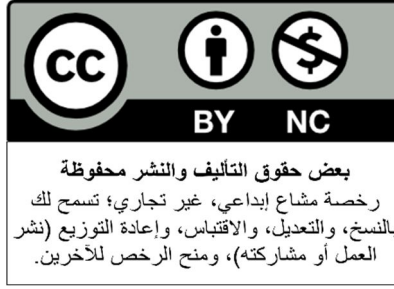 cc
BY NC
بعض حقوق التأليف والنشر محفوظة
رخصة مشاع إبداعي، غير تجاري؛ تسمح لك
بالنسخ، والتعديل، والاقتباس، وإعادة التوزيع (نشر
العمل أو مشاركته)، ومنح الرخص للآخرين.